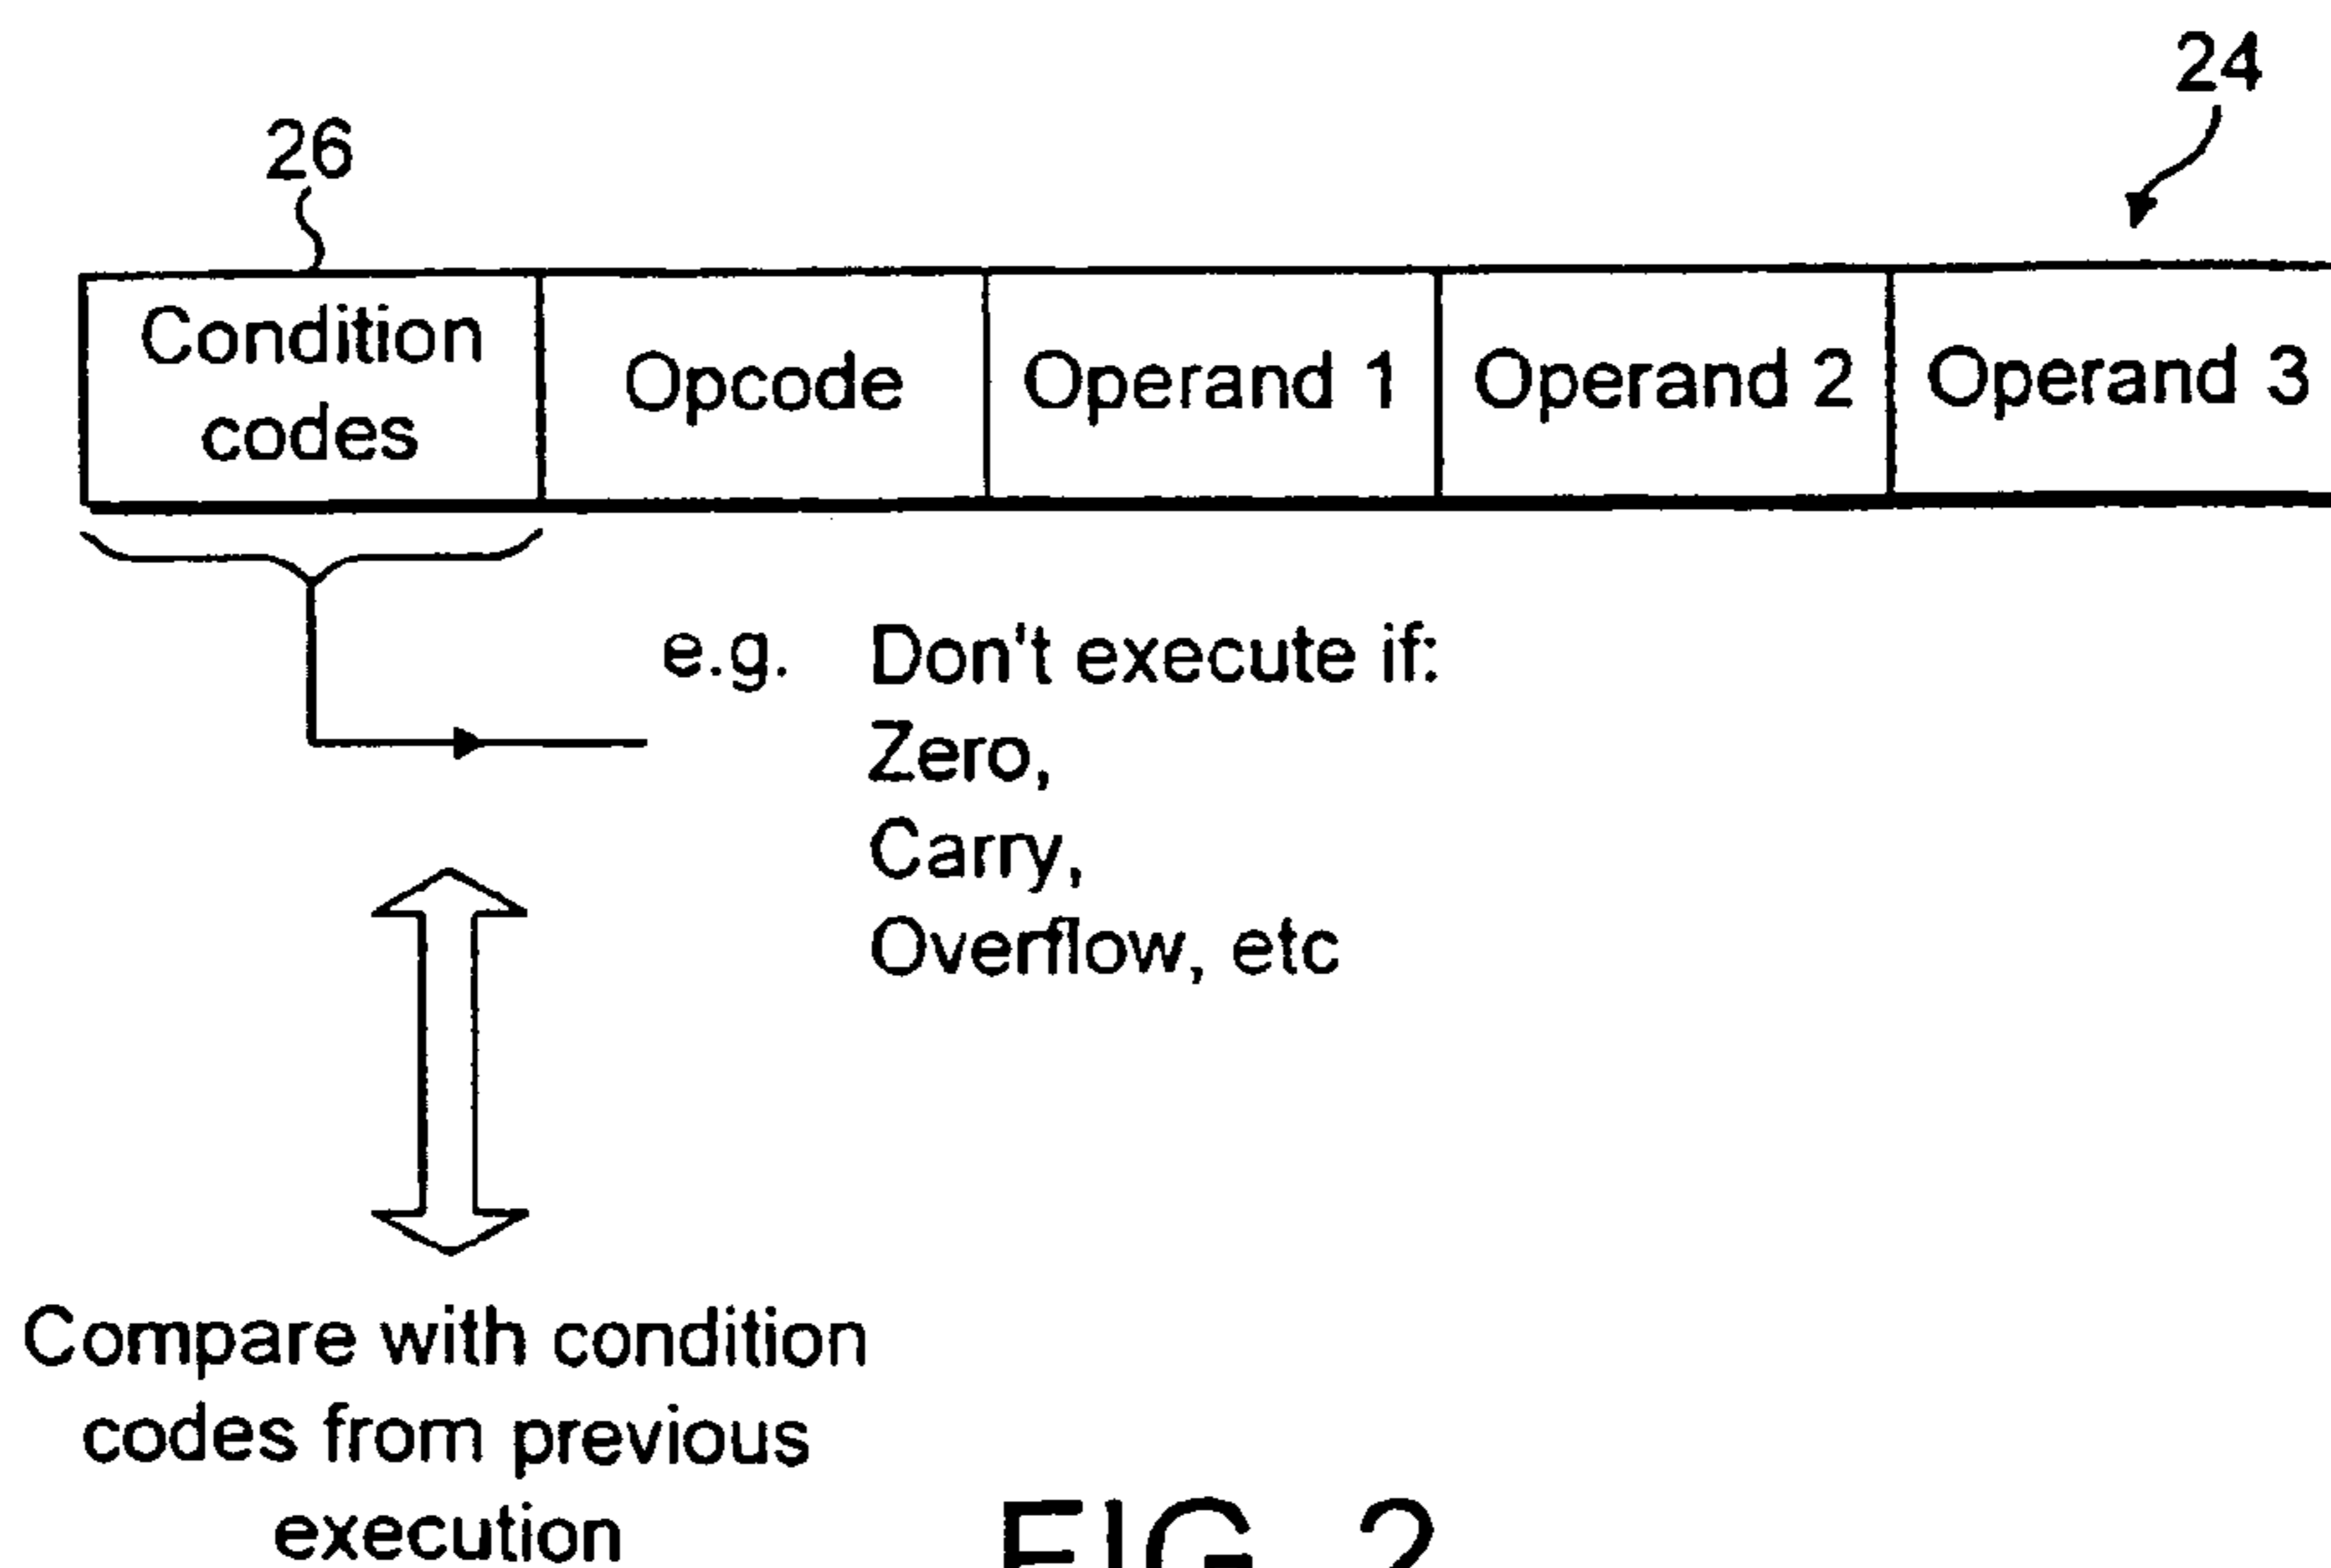 24
26
Condition
codes
Opcode
Operand 1
Operand 2
Operand 3
e.g. Don't execute if:
Zero,
Carry,
Overflow, etc
Compare with condition
codes from previous
execution
FIG. 2